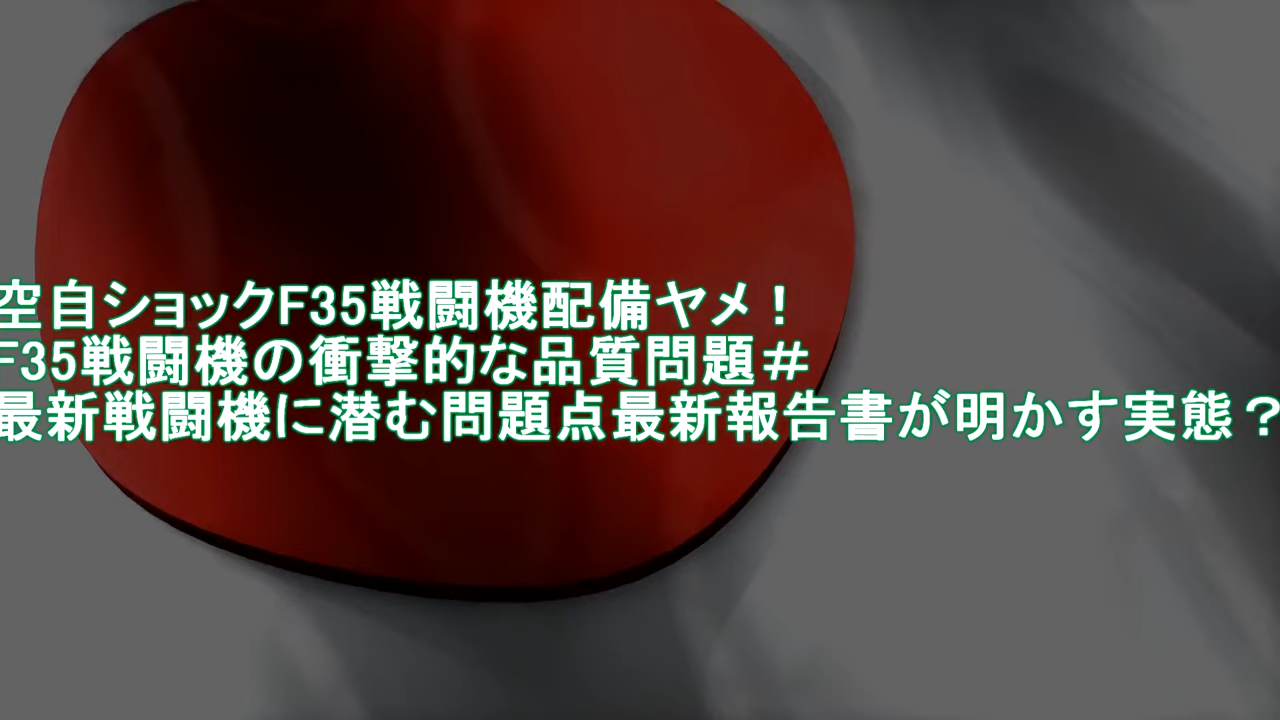 空自ショックF35戦闘機配備ヤメ！
F35戦闘機の衝撃的な品質問題＃
最新戦闘機に潜む問題点最新報告書が明かす実態？